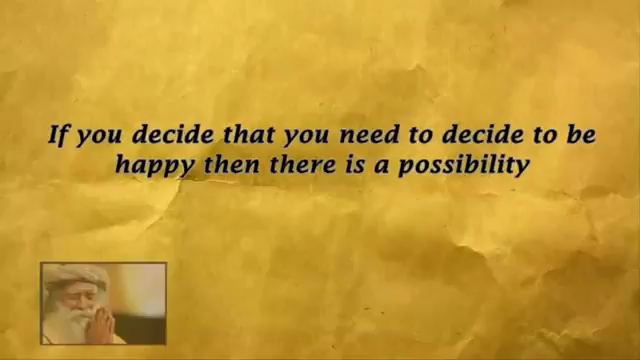 If you decide that you need to decide to be
happy then there is a possibility